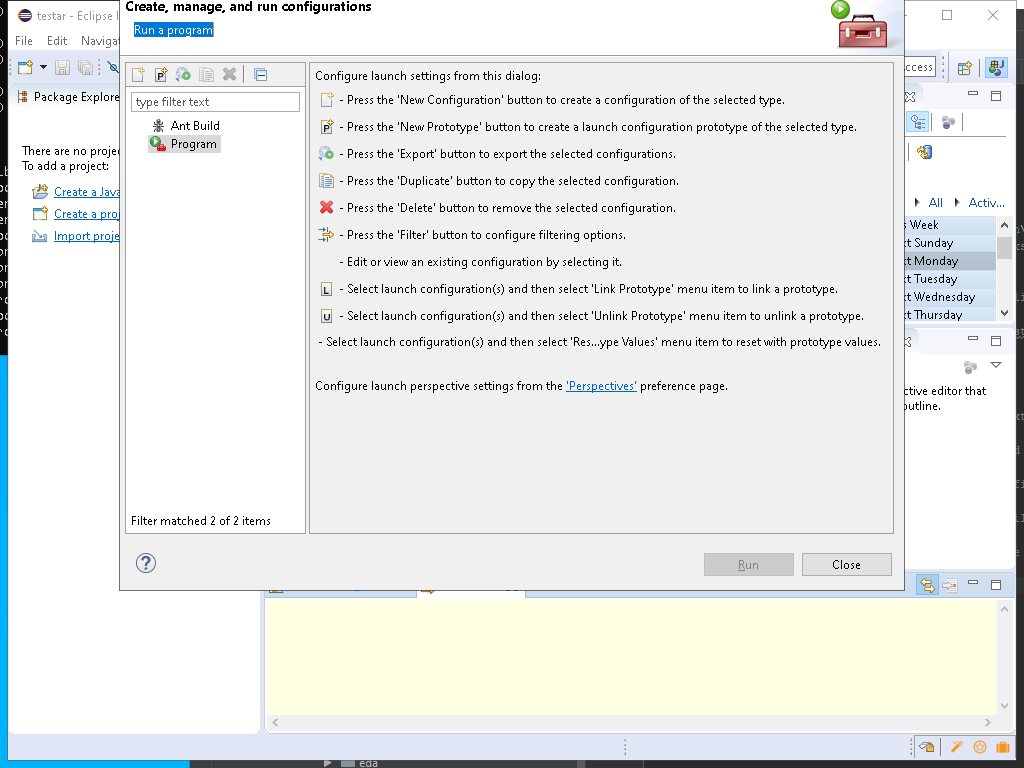 Create, manage, and run configurations
testar - Eclipse
Run a program
File Edit Naviga
type filter text
Package Explore
Ant Build
Program
There are no
To add a project:
Create a Java
Create a
Import
Filter matched 2 of 2 items
Configure launch settings from this dialog:
- Press the 'New Configuration' button to create a configuration of the selected type.
P - Press the 'New Prototype' button to create a launch configuration prototype of the selected type.
- Press the 'Export' button to export the selected configurations.
- Press the 'Duplicate' button to copy the selected configuration.
- Press the 'Delete' button to remove the selected configuration.
- Press the 'Filter' button to configure filtering options.
- Edit or view an existing configuration by selecting it.
L - Select launch configuration(s) and then select 'Link Prototype' menu item to link a prototype.
U - Select launch configuration(s) and then select 'Unlink Prototype' menu item to unlink a prototype.
- Select launch configuration(s) and then select 'Res...ype Values' menu item to reset with prototype values.
Configure launch perspective settings from the 'Perspectives' preference page.
? Run Close
ccess
All Activ...
Week
xt Sunday
xt Monday
xt Tuesday
xt Wednesday
xt Thursday
ctive editor that
outline.
eda